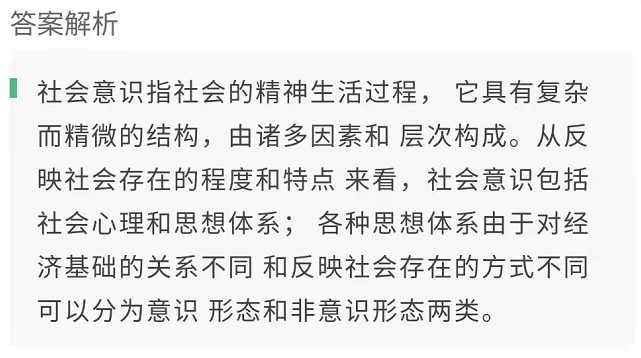 答案解析
社会意识指社会的精神生活过程， 它具有复杂
而精微的结构，由诸多因素和 层次构成。从反
映社会存在的程度和特点 来看，社会意识包括
社会心理和思想体系； 各种思想体系由于对经
济基础的关系不同 和反映社会存在的方式不同
可以分为意识 形态和非意识形态两类。